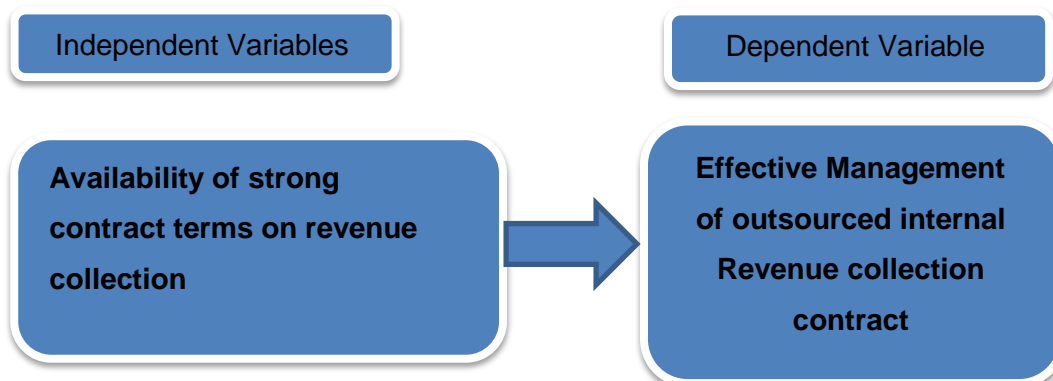 Independent Variables
Dependent Variable
Availability of strong
contract terms on revenue
collection
Effective Management
of outsourced internal
Revenue collection
contract